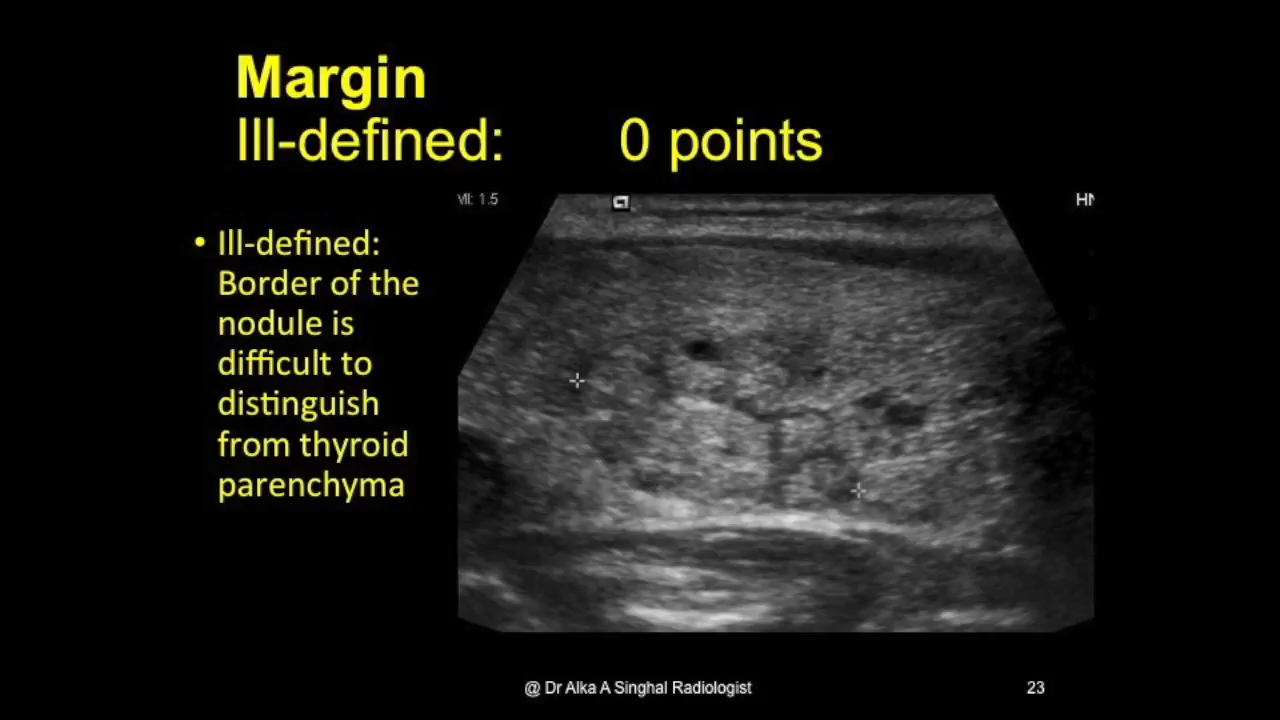 Margin
Ill-defined: 0 points
MI: 1.5
HN
• Ill-defined:
Border of the
nodule is
difficult to
distinguish
from thyroid
parenchyma
@ Dr Alka A Singhal Radiologist
23